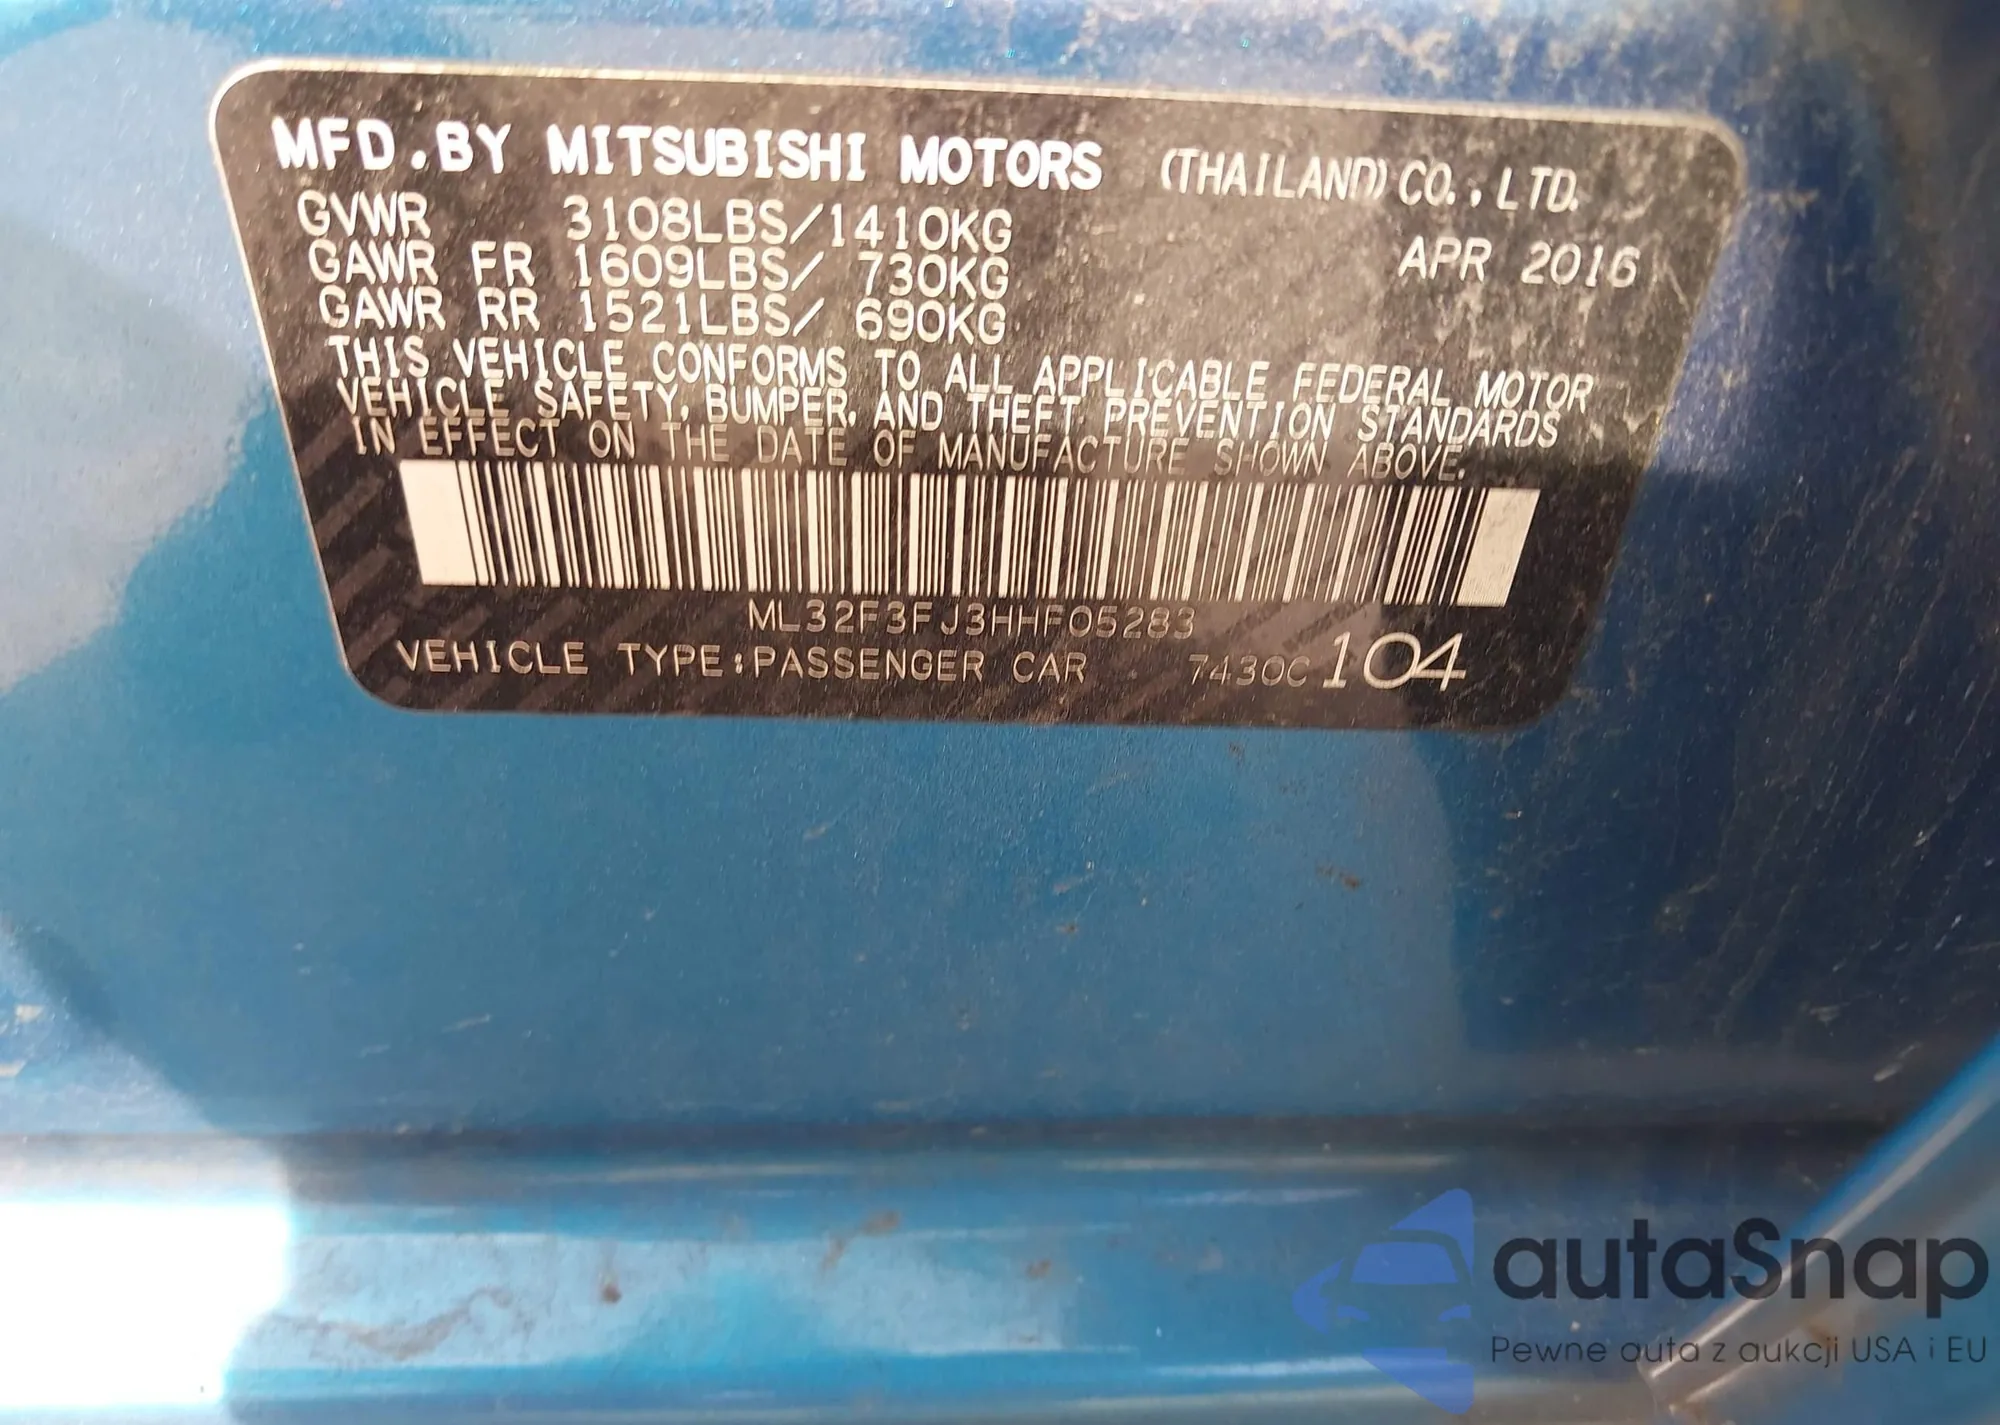 MFD.BY MITSUBISHI MOTORS (THAILAND) CO.,LTD.
GVWR 3108LBS/1410KG
APR 2016
GAWR FR 1609LBS/ 730KG
GAWR RR 1521LBS/ 690KG
THIS VEHICLE CONFORMS TO ALL APPLICABLE FEDERAL MOTOR
VEHICLE SAFETY, BUMPER, AND THEFT PREVENTION STANDARDS
IN EFFECT ON THE DATE OF MANUFACTURE SHOWN ABOVE.
ML32F3FJ3HHF05283
VEHICLE TYPE:PASSENGER CAR 7430C 104
autaSnap
Pewne auta z aukcji USA i EU